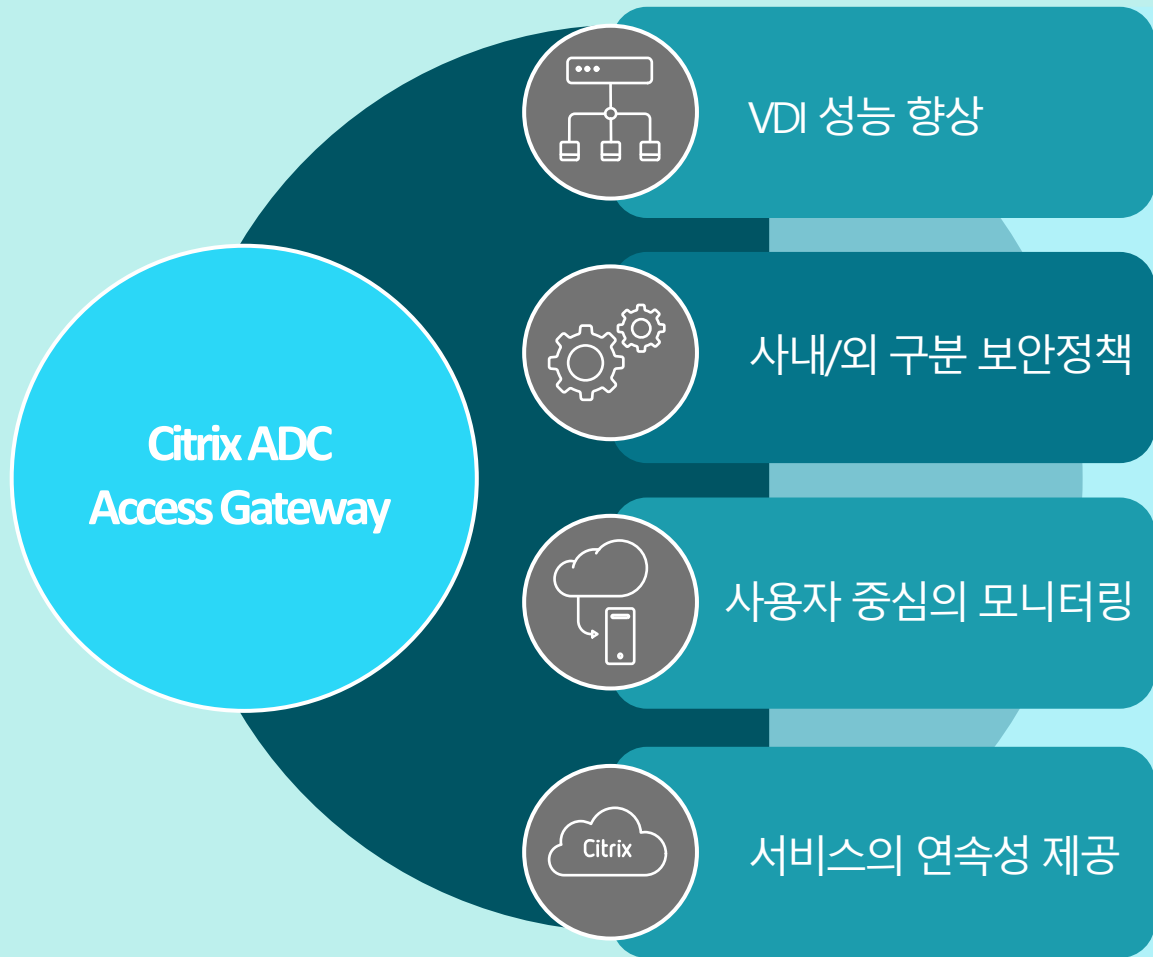 Citrix ADC
Access Gateway
VDI 성능 향상
사내/외 구분 보안정책
사용자 중심의 모니터링
Citrix
서비스의 연속성 제공